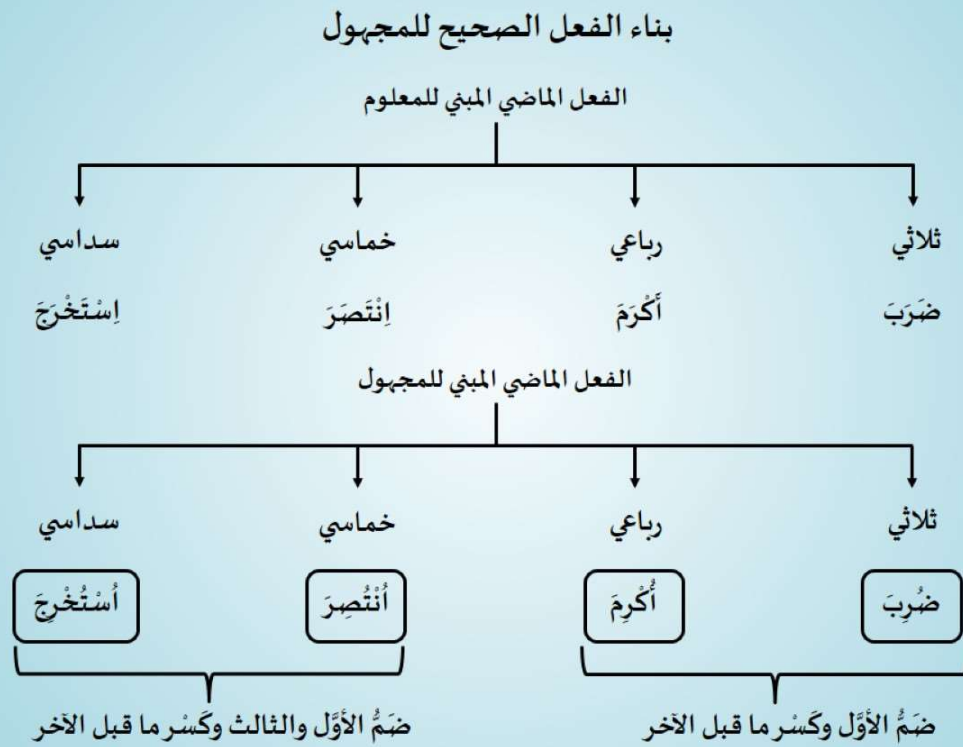 بناء الفعل الصحيح للمجهول
الفعل الماضي المبني للمعلوم
ثلاثي رباعي خماسي سداسي
ضَرَبَ أَكْرَمَ اِنْتَصَرَ اِسْتَخْرَجَ
الفعل الماضي المبني للمجهول
ثلاثي رباعي خماسي سداسي
ضُرِبَ أُكْرِمَ اُنْتُصِرَ اُسْتُخْرِجَ
ضَمُّ الأوَّل وكَسْر ما قبل الآخر ضَمُّ الأوَّل والثالث وكَسْر ما قبل الآخر